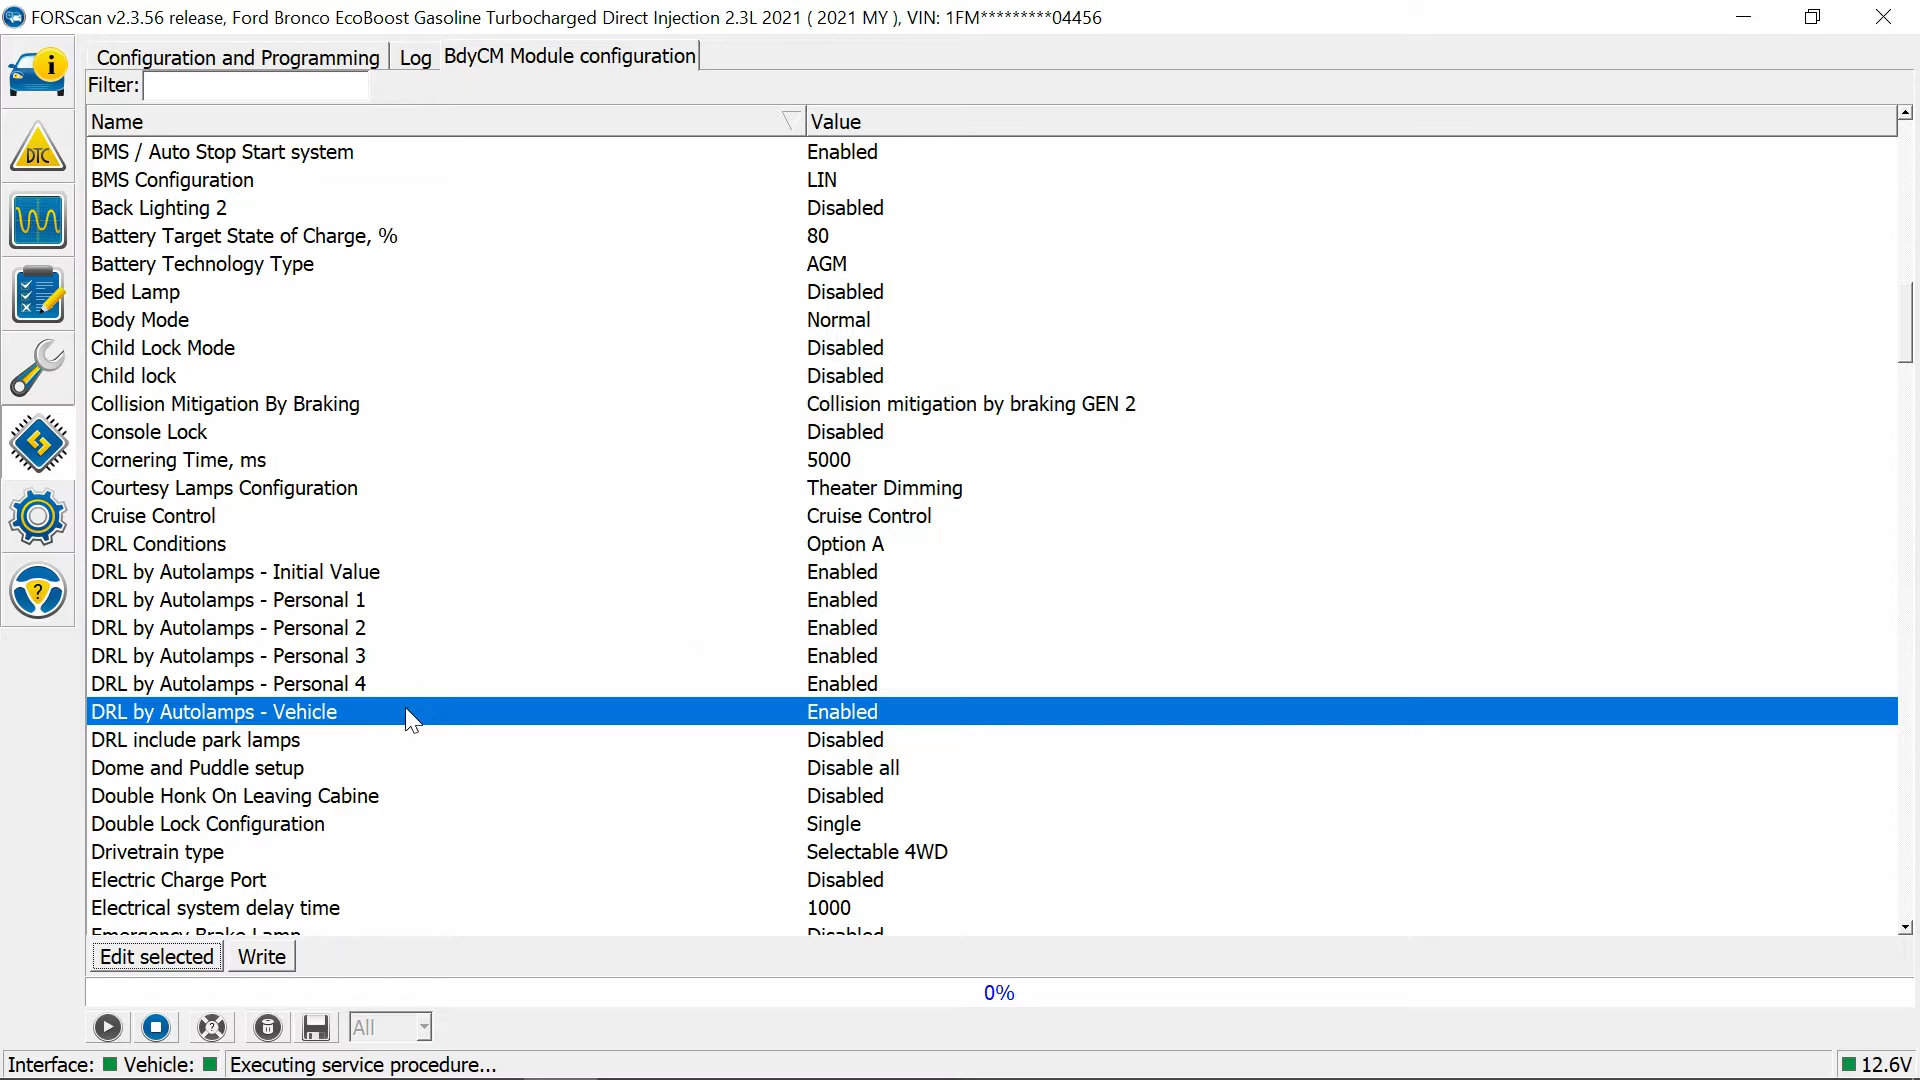 FORScan v2.3.56 release, Ford Bronco EcoBoost Gasoline Turbocharged Direct Injection 2.3L 2021 ( 2021 MY ), VIN: 1FM*********04456
Configuration and Programming Log BdyCM Module configuration
Filter:
Name Value
BMS / Auto Stop Start system Enabled
BMS Configuration LIN
Back Lighting 2 Disabled
Battery Target State of Charge, % 80
Battery Technology Type AGM
Bed Lamp Disabled
Body Mode Normal
Child Lock Mode Disabled
Child lock Disabled
Collision Mitigation By Braking Collision mitigation by braking GEN 2
Console Lock Disabled
Cornering Time, ms 5000
Courtesy Lamps Configuration Theater Dimming
Cruise Control Cruise Control
DRL Conditions Option A
DRL by Autolamps - Initial Value Enabled
DRL by Autolamps - Personal 1 Enabled
DRL by Autolamps - Personal 2 Enabled
DRL by Autolamps - Personal 3 Enabled
DRL by Autolamps - Personal 4 Enabled
DRL by Autolamps - Vehicle Enabled
DRL include park lamps Disabled
Dome and Puddle setup Disable all
Double Honk On Leaving Cabine Disabled
Double Lock Configuration Single
Drivetrain type Selectable 4WD
Electric Charge Port Disabled
Electrical system delay time 1000
Emergency Brake Lamp Disabled
Edit selected Write
0%
All
Interface: Vehicle: Executing service procedure... 12.6V
i
DTC
?